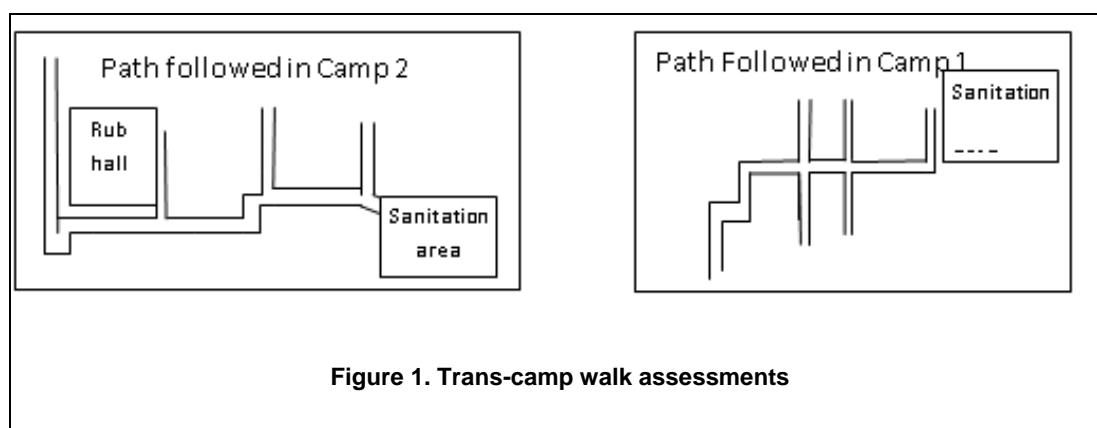 Path followed in Camp 2
Rub
hall
Sanitation
area
Path Followed in Camp 1
Sanitation
Figure 1. Trans-camp walk assessments